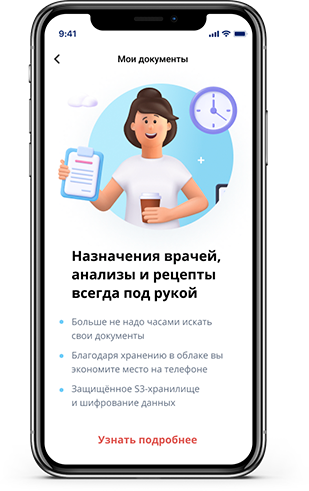 9:41
Мои документы
Назначения врачей,
анализы и рецепты
всегда под рукой
Больше не надо часами искать
свои документы
Благодаря хранению в облаке вы
экономите место на телефоне
Защищённое S3-хранилище
и шифрование данных
Узнать подробнее